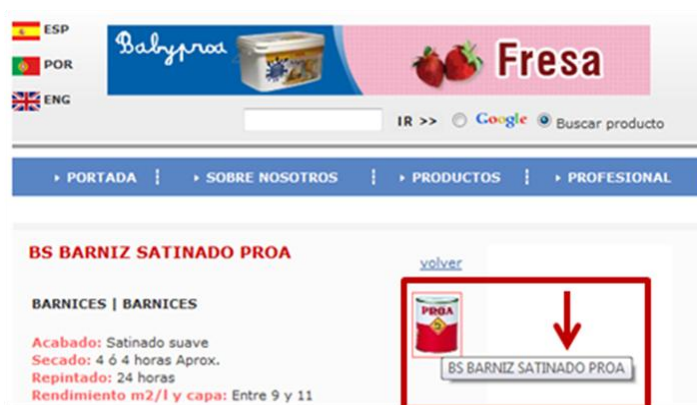 ESP
POR
ENG
Babyproa
Fresa
IR >> Google Buscar producto
PORTADA
SOBRE NOSOTROS
PRODUCTOS
PROFESIONAL
BS BARNIZ SATINADO PROA
volver
BARNICES | BARNICES
PROA
Acabado: Satinado suave
Secado: 4 ó 4 horas Aprox.
Repintado: 24 horas
Rendimiento m2/l y capa: Entre 9 y 11
BS BARNIZ SATINADO PROA